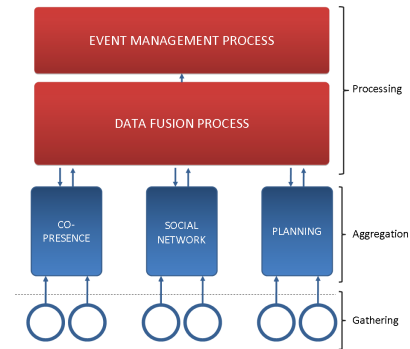 EVENT MANAGEMENT PROCESS
Processing
DATA FUSION PROCESS
CO-
PRESENCE
SOCIAL
NETWORK
PLANNING
Aggregation
Gathering